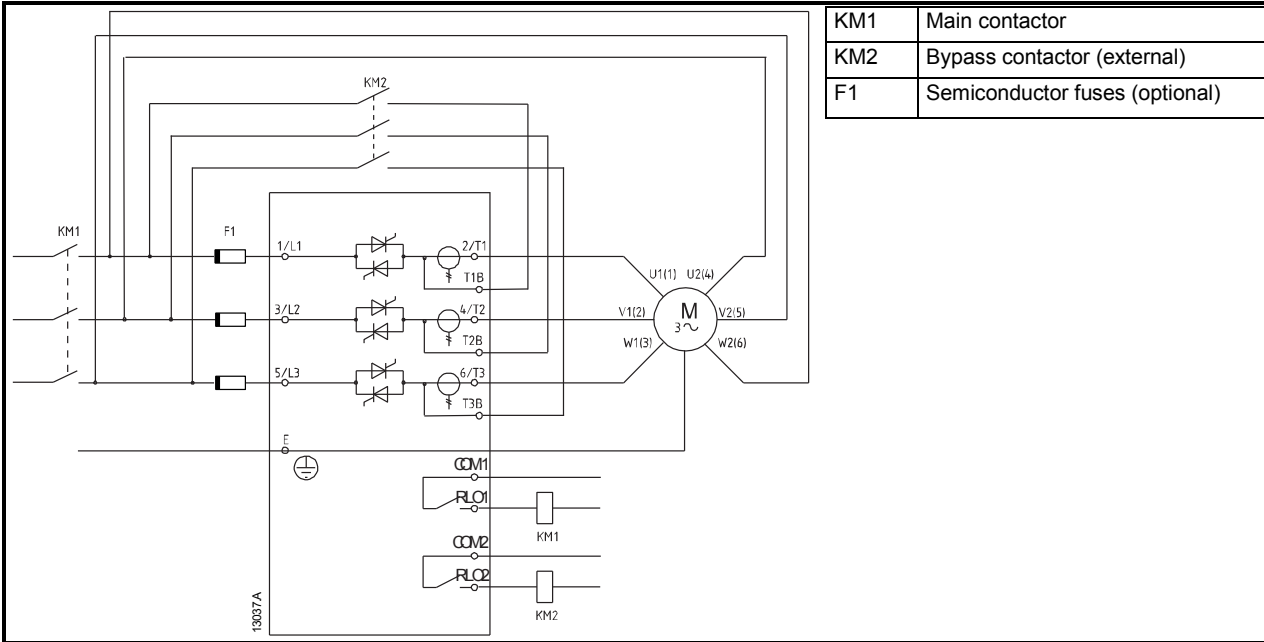 KM1 Main contactor
KM2 Bypass contactor (external)
F1 Semiconductor fuses (optional)
KM2
KM1
F1
1/L1
2/T1
T1B
U1(1) U2(4)
3/L2
4/T2
T2B
V1(2)
M
3~
V2(5)
W1(3)
W2(6)
5/L3
6/T3
T3B
E
COM1
RLO1
KM1
COM2
RLO2
KM2
13037.A